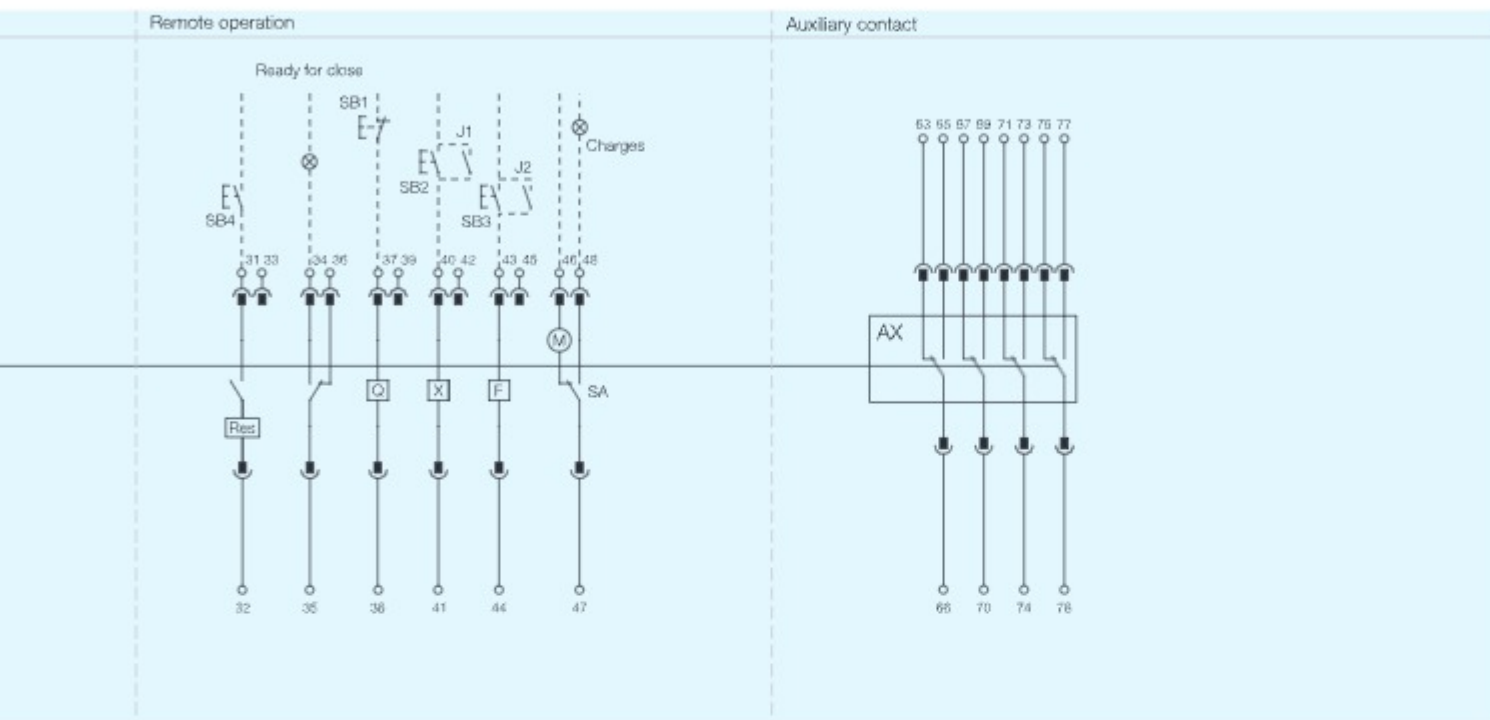 Remote operation
Auxiliary contact
Ready for close
SB1
J1
SB2
J2
SB3
Charges
SB4
31 33 34 36 37 39 40 42 43 45 46 48
63 65 67 69 71 73 75 77
M
AX
Q X F SA
Res
32 35 38 41 44 47
66 70 74 78